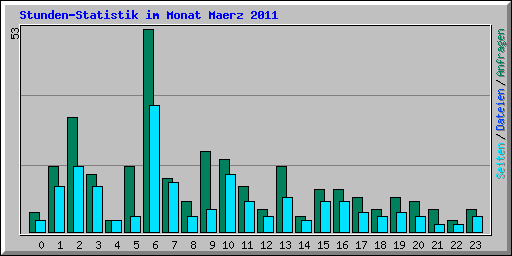 Stunden-Statistik im Monat Maerz 2011
53
Seiten / Dateien / Anfragen
0 1 2 3 4 5 6 7 8 9 10 11 12 13 14 15 16 17 18 19 20 21 22 23